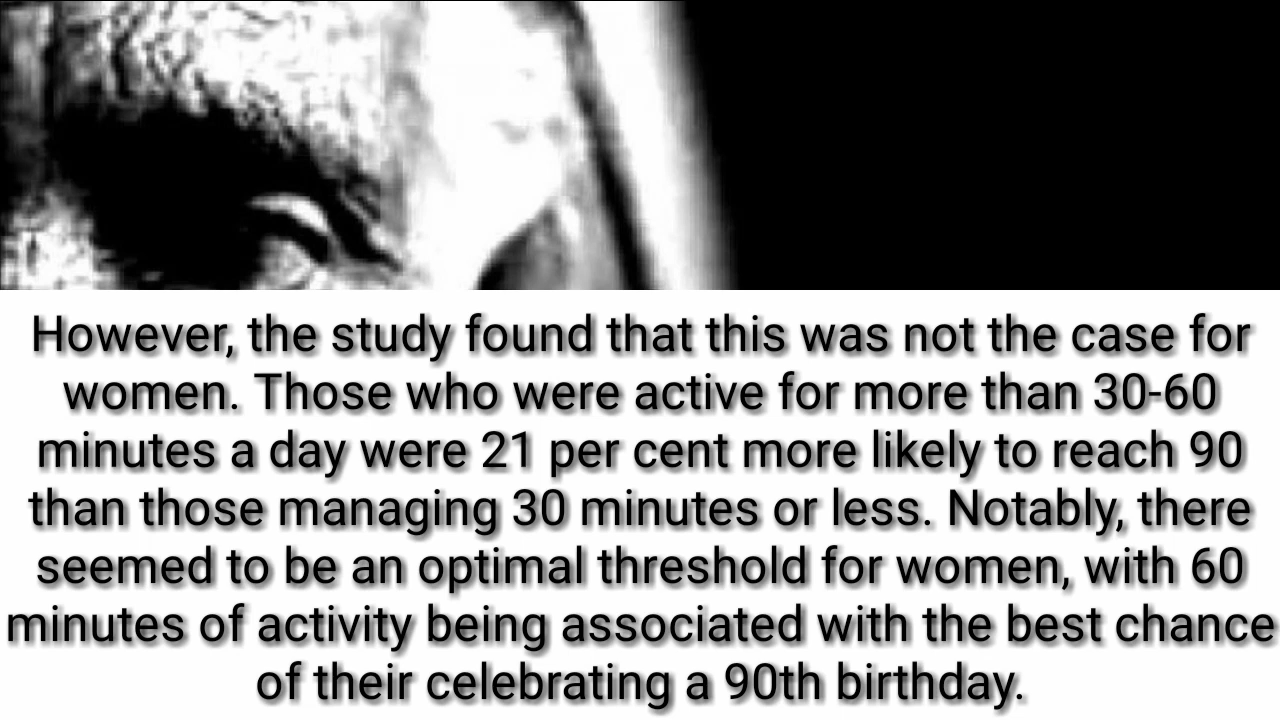 However, the study found that this was not the case for
women. Those who were active for more than 30-60
minutes a day were 21 per cent more likely to reach 90
than those managing 30 minutes or less. Notably, there
seemed to be an optimal threshold for women, with 60
minutes of activity being associated with the best chance
of their celebrating a 90th birthday.